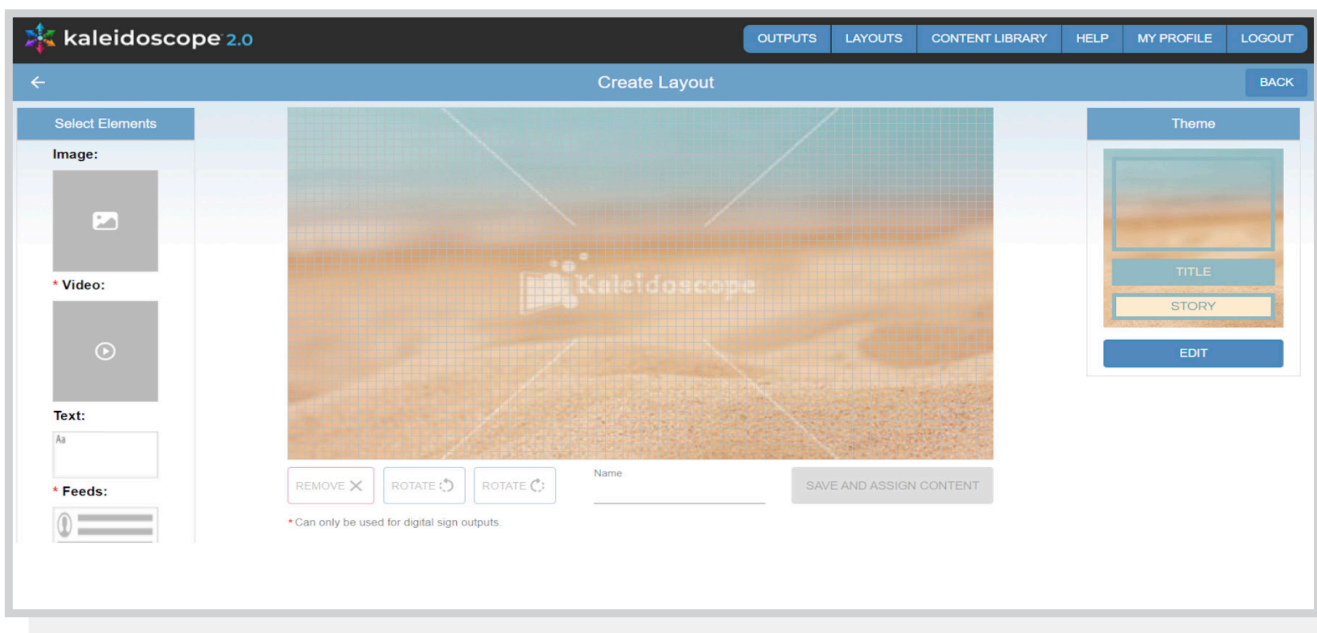 kaleidoscope 2.0
OUTPUTS LAYOUTS CONTENT LIBRARY HELP MY PROFILE LOGOUT
Create Layout
BACK
Select Elements
Image:
* Video:
Text:
Aa
* Feeds:
Kaleidoscope
REMOVE
ROTATE
ROTATE
Name
SAVE AND ASSIGN CONTENT
* Can only be used for digital sign outputs.
Theme
TITLE
STORY
EDIT